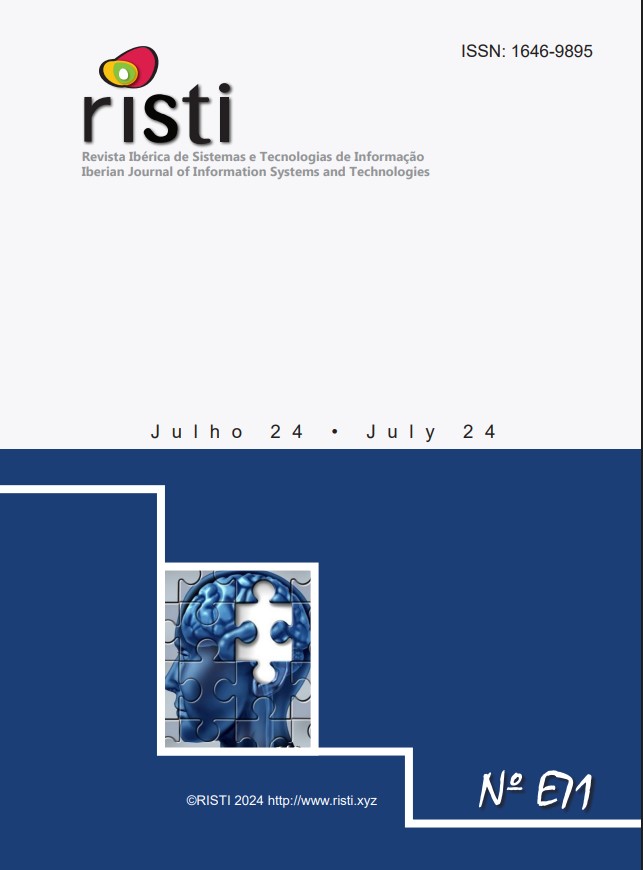 ISSN: 1646-9895
risti
Revista Ibérica de Sistemas e Tecnologias de Informação
Iberian Journal of Information Systems and Technologies
Julho 24 • July 24
©RISTI 2024 http://www.risti.xyz
Nº E71